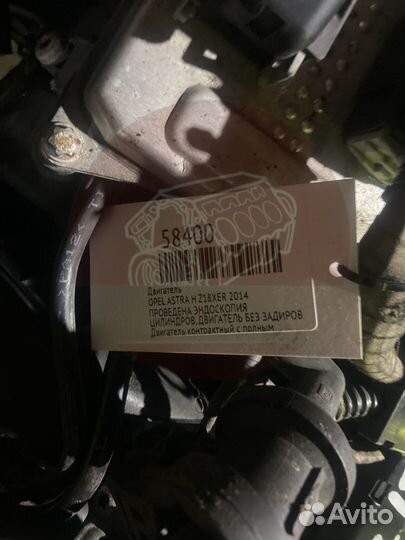 58400
Двигатель
OPEL ASTRA H Z18XER 2014
ПРОВЕДЕНА ЭНДОСКОПИЯ
ЦИЛИНДРОВ, ДВИГАТЕЛЬ БЕЗ ЗАДИРОВ
Двигатель контрактный с полным
Avito